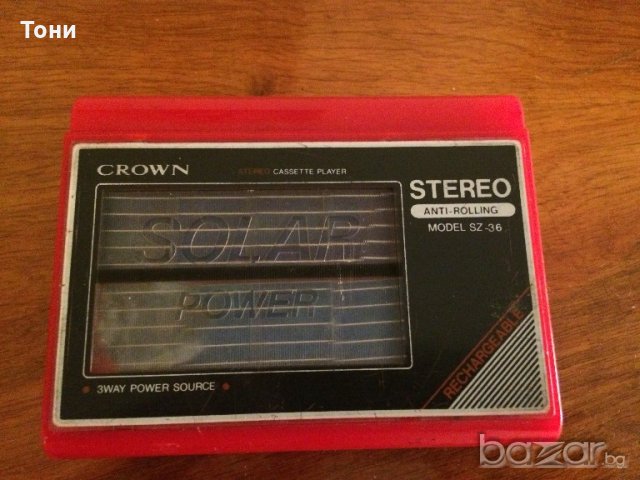 Тони
CROWN
STEREO CASSETTE PLAYER
STEREO
ANTI-ROLLING
MODEL SZ-36
SOLAR
POWER
RECHARGEABLE
• 3WAY POWER SOURCE •
bazar.bg